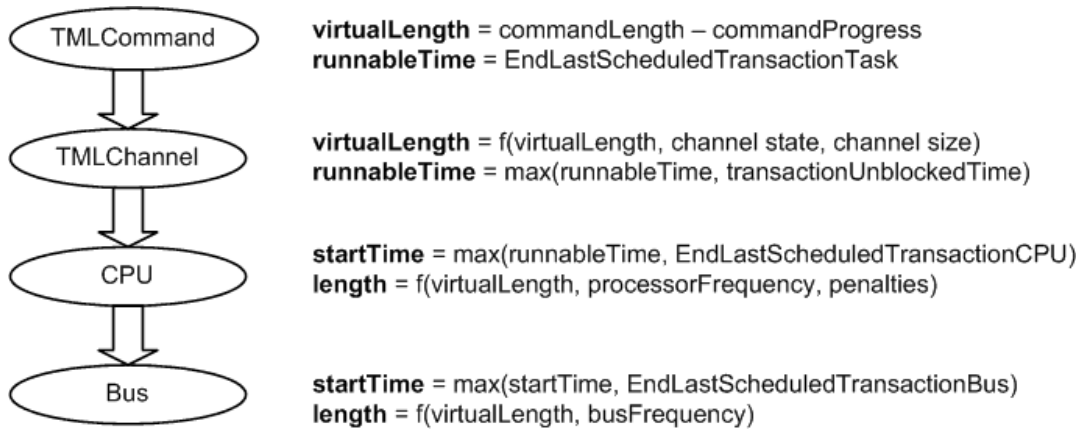 TMLCommand
virtualLength = commandLength – commandProgress
runnableTime = EndLastScheduledTransactionTask
TMLChannel
virtualLength = f(virtualLength, channel state, channel size)
runnableTime = max(runnableTime, transactionUnblockedTime)
CPU
startTime = max(runnableTime, EndLastScheduledTransactionCPU)
length = f(virtualLength, processorFrequency, penalties)
Bus
startTime = max(startTime, EndLastScheduledTransactionBus)
length = f(virtualLength, busFrequency)